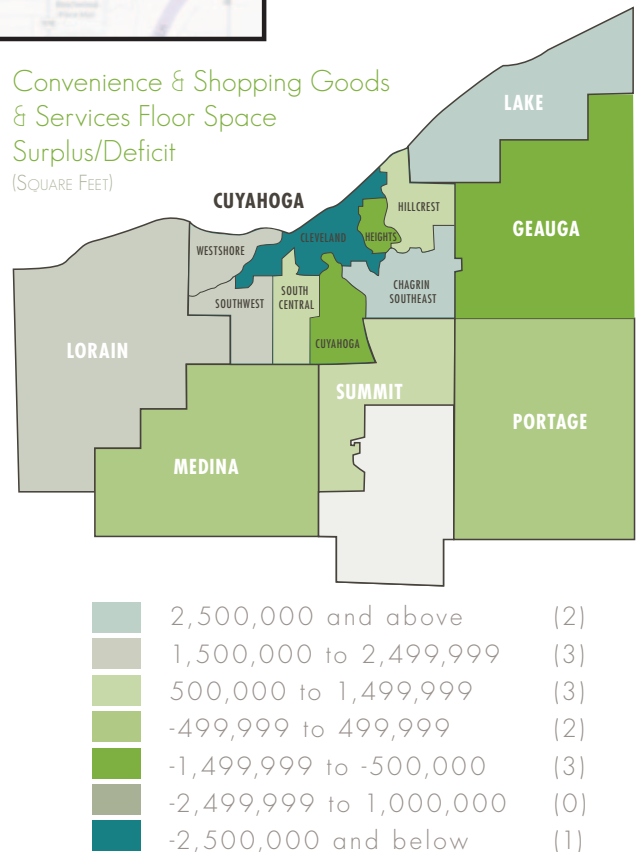 Convenience & Shopping Goods
& Services Floor Space
Surplus/Deficit
(SQUARE FEET)
LAKE
CUYAHOGA
HILLCREST
GEAUGA
WESTSHORE
CLEVELAND
HEIGHTS
SOUTHWEST
SOUTH
CENTRAL
CHAGRIN
SOUTHEAST
LORAIN
CUYAHOGA
SUMMIT
PORTAGE
MEDINA
2,500,000 and above (2)
1,500,000 to 2,499,999 (3)
500,000 to 1,499,999 (3)
-499,999 to 499,999 (2)
-1,499,999 to -500,000 (3)
-2,499,999 to 1,000,000 (0)
-2,500,000 and below (1)